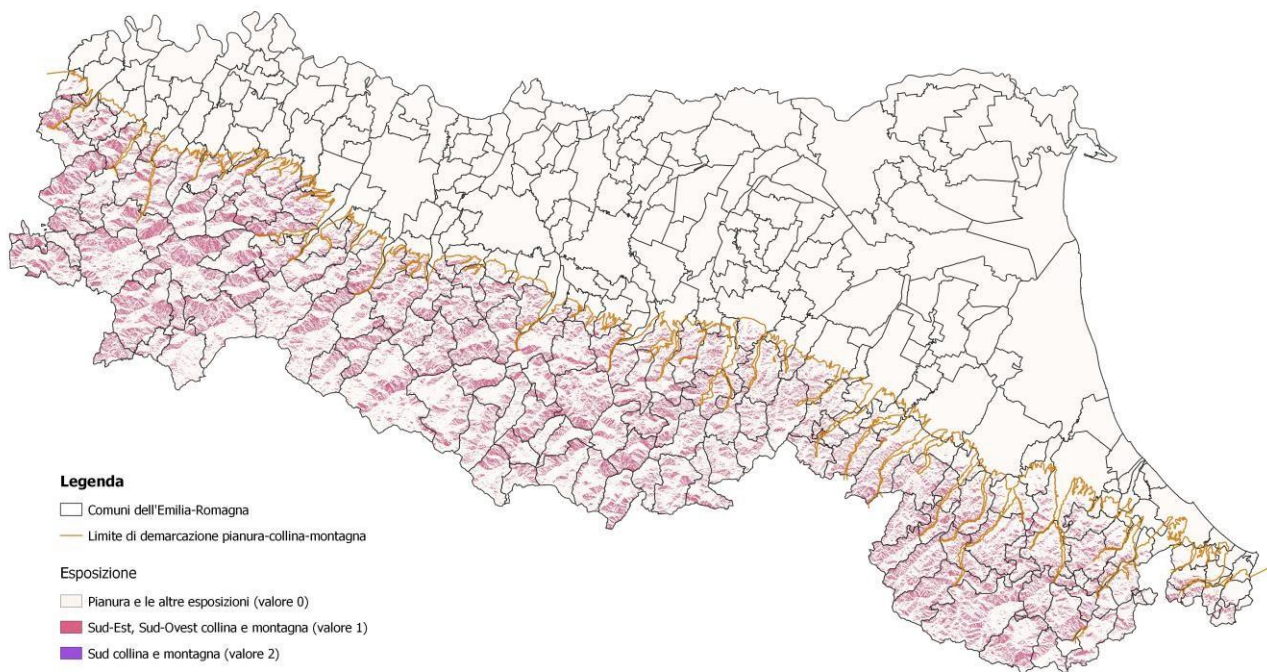 Legenda
Comuni dell'Emilia-Romagna
Limite di demarcazione pianura-collina-montagna
Esposizione
Pianura e le altre esposizioni (valore 0)
Sud-Est, Sud-Ovest collina e montagna (valore 1)
Sud collina e montagna (valore 2)